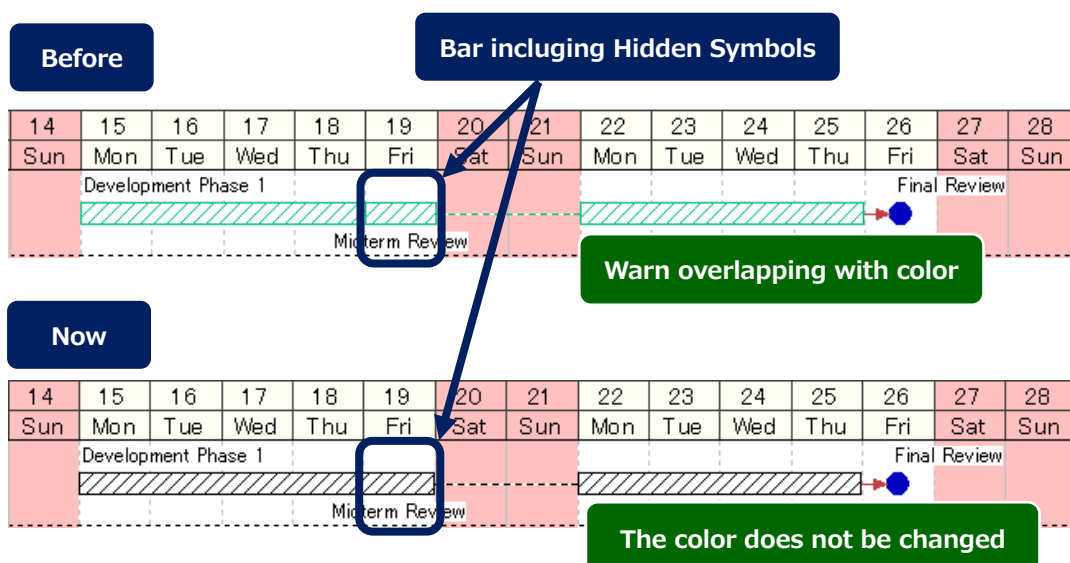 Before
Bar incluging Hidden Symbols
14 15 16 17 18 19 20 21 22 23 24 25 26 27 28
Sun Mon Tue Wed Thu Fri Sat Sun Mon Tue Wed Thu Fri Sat Sun
Development Phase 1 Final Review
Midterm Review
Warn overlapping with color
Now
14 15 16 17 18 19 20 21 22 23 24 25 26 27 28
Sun Mon Tue Wed Thu Fri Sat Sun Mon Tue Wed Thu Fri Sat Sun
Development Phase 1 Final Review
Midterm Review
The color does not be changed